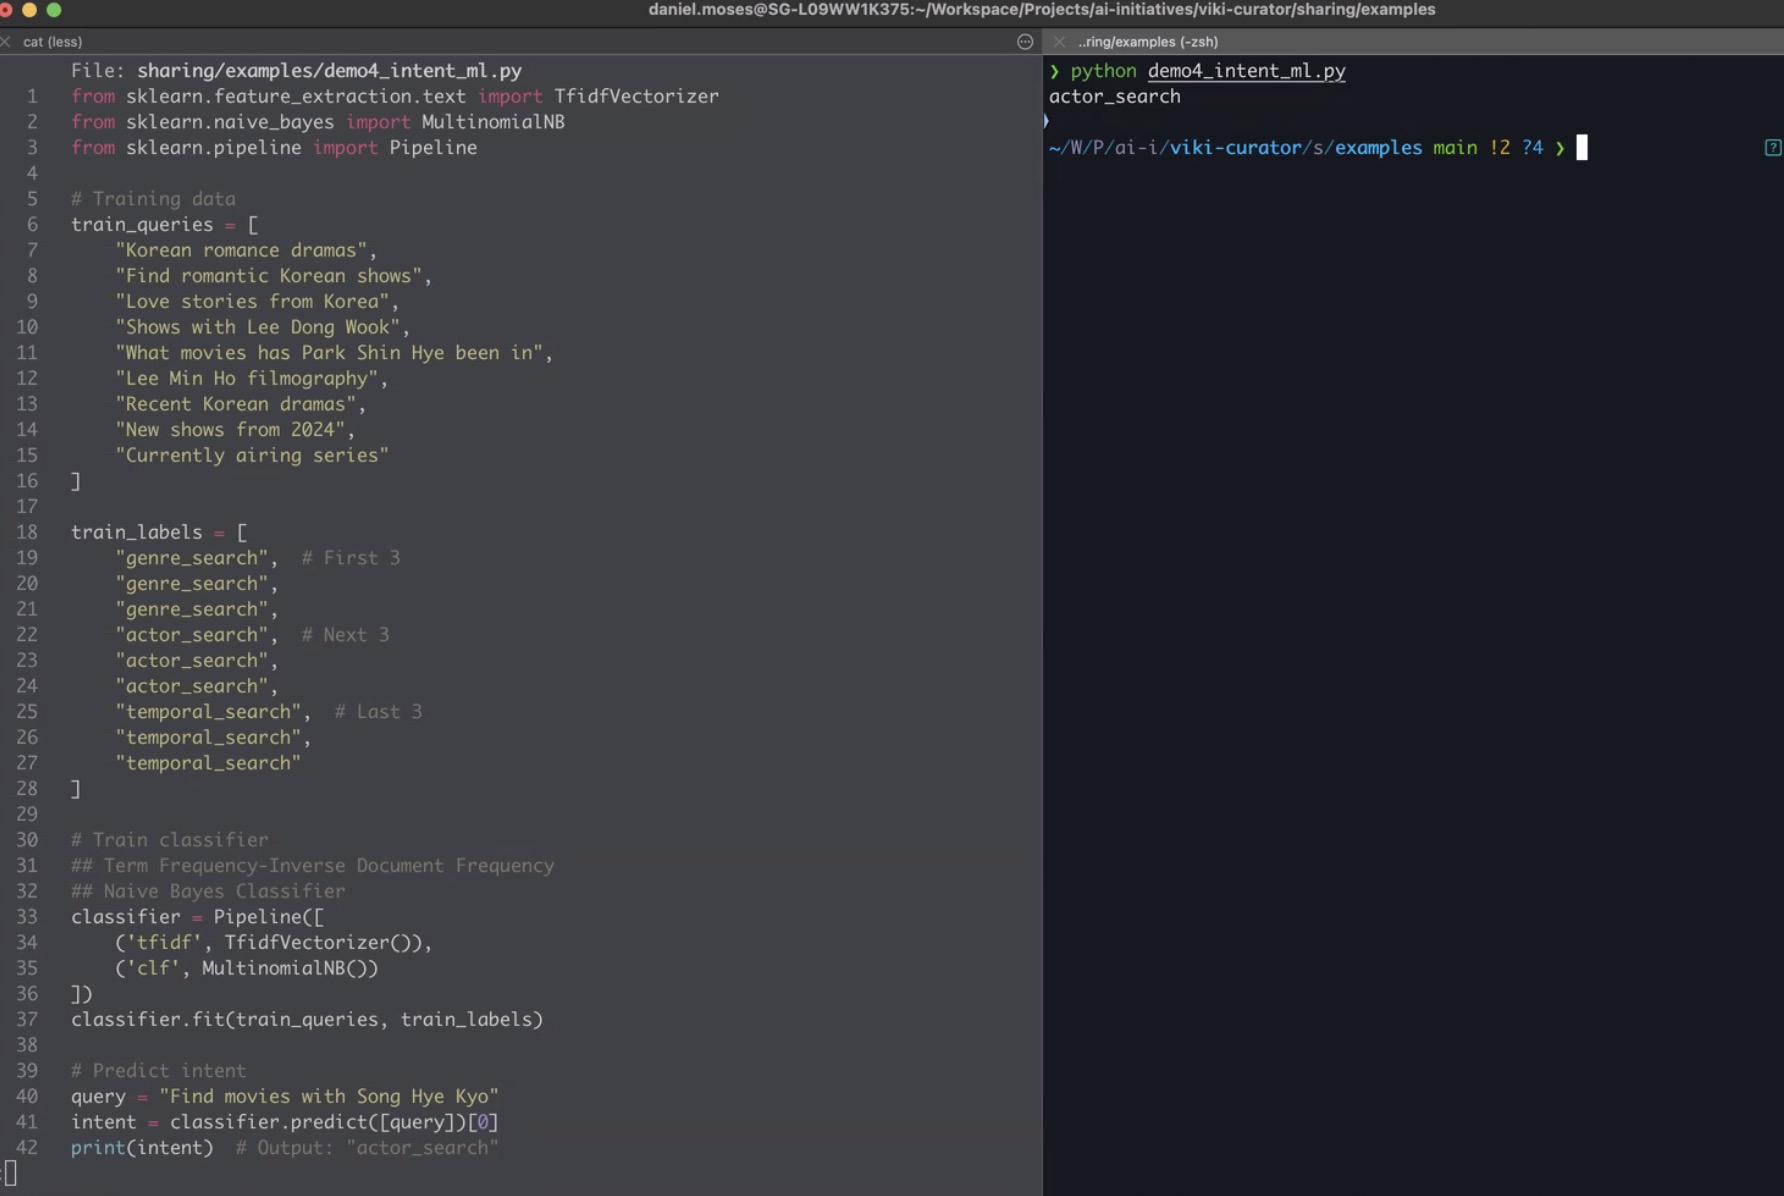 daniel.moses@SG-L09WW1K375:~/Workspace/Projects/ai-initiatives/viki-curator/sharing/examples
cat (less)
File: sharing/examples/demo4_intent_ml.py
1 from sklearn.feature_extraction.text import TfidfVectorizer
2 from sklearn.naive_bayes import MultinomialNB
3 from sklearn.pipeline import Pipeline
4
5 # Training data
6 train_queries = [
7     "Korean romance dramas",
8     "Find romantic Korean shows",
9     "Love stories from Korea",
10     "Shows with Lee Dong Wook",
11     "What movies has Park Shin Hye been in",
12     "Lee Min Ho filmography",
13     "Recent Korean dramas",
14     "New shows from 2024",
15     "Currently airing series"
16 ]
17
18 train_labels = [
19     "genre_search",  # First 3
20     "genre_search",
21     "genre_search",
22     "actor_search",  # Next 3
23     "actor_search",
24     "actor_search",
25     "temporal_search",  # Last 3
26     "temporal_search",
27     "temporal_search"
28 ]
29
30 # Train classifier
31 ## Term Frequency-Inverse Document Frequency
32 ## Naive Bayes Classifier
33 classifier = Pipeline([
34     ('tfidf', TfidfVectorizer()),
35     ('clf', MultinomialNB())
36 ])
37 classifier.fit(train_queries, train_labels)
38
39 # Predict intent
40 query = "Find movies with Song Hye Kyo"
41 intent = classifier.predict([query])[0]
42 print(intent)  # Output: "actor_search"
:
..ring/examples (-zsh)
❯ python demo4_intent_ml.py
actor_search
~/W/P/ai-i/viki-curator/s/examples main !2 ?4 ❯
?